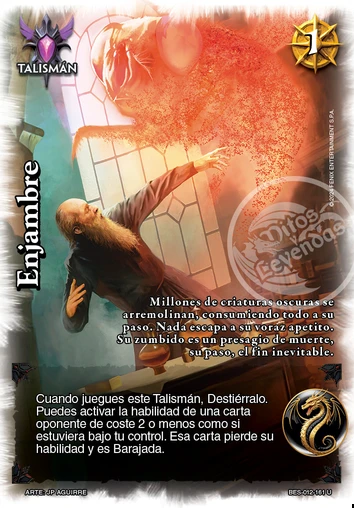 TALISMÁN
1
Enjambre
© 2024 FENIX ENTERTAINMENT S.P.A.
Mitos y
Leyendas
Millones de criaturas oscuras se
arremolinan, consumiendo todo a su
paso. Nada escapa a su voraz apetito.
Su zumbido es un presagio de muerte,
su paso, el fin inevitable.
Cuando juegues este Talismán, Destiérralo.
Puedes activar la habilidad de una carta
oponente de coste 2 o menos como si
estuviera bajo tu control. Esa carta pierde su
habilidad y es Barajada.
ARTE: JP AGUIRRE
BES-012-161 U